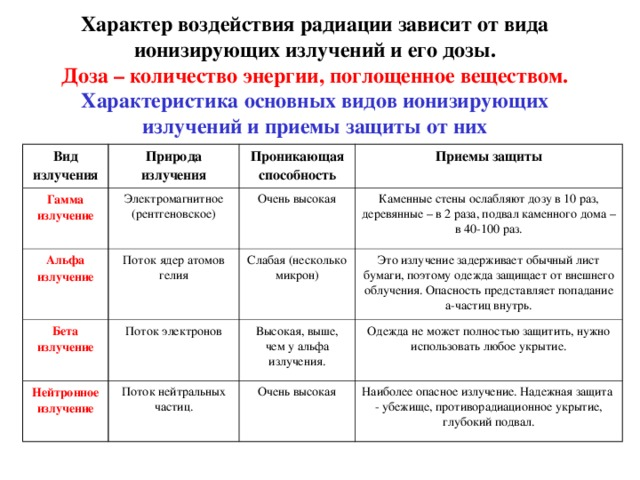 Характер воздействия радиации зависит от вида
ионизирующих излучений и его дозы.
Доза – количество энергии, поглощенное веществом.
Характеристика основных видов ионизирующих
излучений и приемы защиты от них
Вид
излучения
Природа
излучения
Проникающая
способность
Приемы защиты
Гамма
излучение
Электромагнитное
(рентгеновское)
Очень высокая
Каменные стены ослабляют дозу в 10 раз,
деревянные – в 2 раза, подвал каменного дома –
в 40-100 раз.
Альфа
излучение
Поток ядер атомов
гелия
Слабая (несколько
микрон)
Это излучение задерживает обычный лист
бумаги, поэтому одежда защищает от внешнего
облучения. Опасность представляет попадание
а-частиц внутрь.
Бета
излучение
Поток электронов
Высокая, выше,
чем у альфа
излучения.
Одежда не может полностью защитить, нужно
использовать любое укрытие.
Нейтронное
излучение
Поток нейтральных
частиц.
Очень высокая
Наиболее опасное излучение. Надежная защита
- убежище, противорадиационное укрытие,
глубокий подвал.